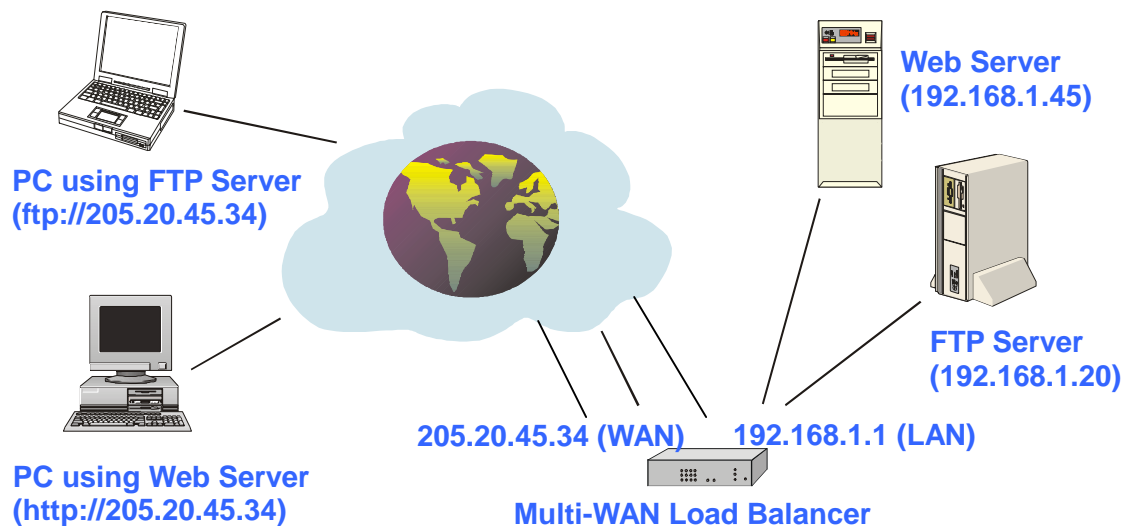 Web Server
(192.168.1.45)
PC using FTP Server
(ftp://205.20.45.34)
FTP Server
(192.168.1.20)
205.20.45.34 (WAN)
192.168.1.1 (LAN)
PC using Web Server
(http://205.20.45.34)
Multi-WAN Load Balancer